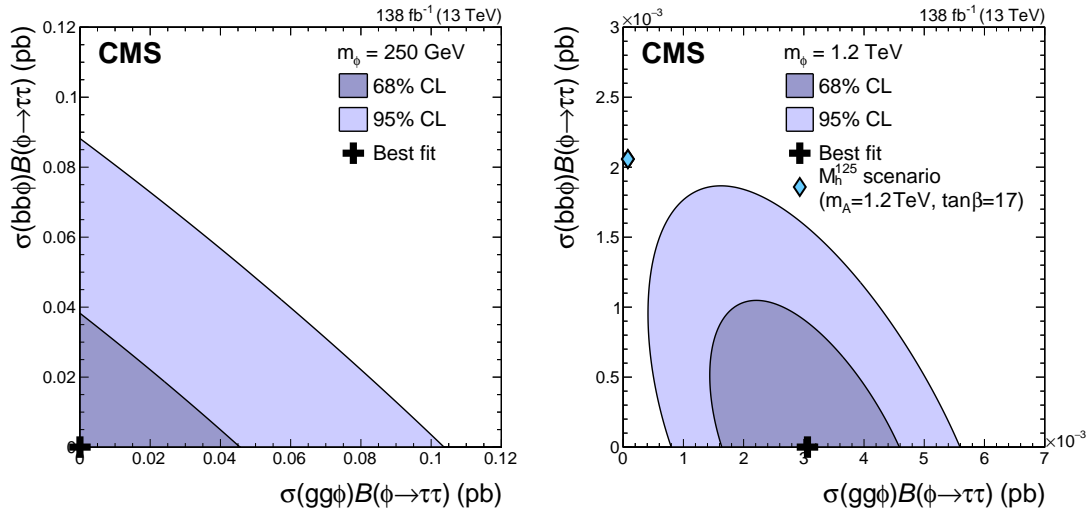 138 fb⁻¹ (13 TeV)
CMS
m_ϕ = 250 GeV
68% CL
95% CL
Best fit
0.12
0.1
0.08
0.06
0.04
0.02
0
σ(bbϕ)B(ϕ→ττ) (pb)
0 0.02 0.04 0.06 0.08 0.1 0.12
σ(ggϕ)B(ϕ→ττ) (pb)
×10⁻³
138 fb⁻¹ (13 TeV)
CMS
m_ϕ = 1.2 TeV
68% CL
95% CL
Best fit
M_h^125 scenario
(m_A=1.2TeV, tanβ=17)
3
2.5
2
1.5
1
0.5
0
σ(bbϕ)B(ϕ→ττ) (pb)
0 1 2 3 4 5 6 7
×10⁻³
σ(ggϕ)B(ϕ→ττ) (pb)